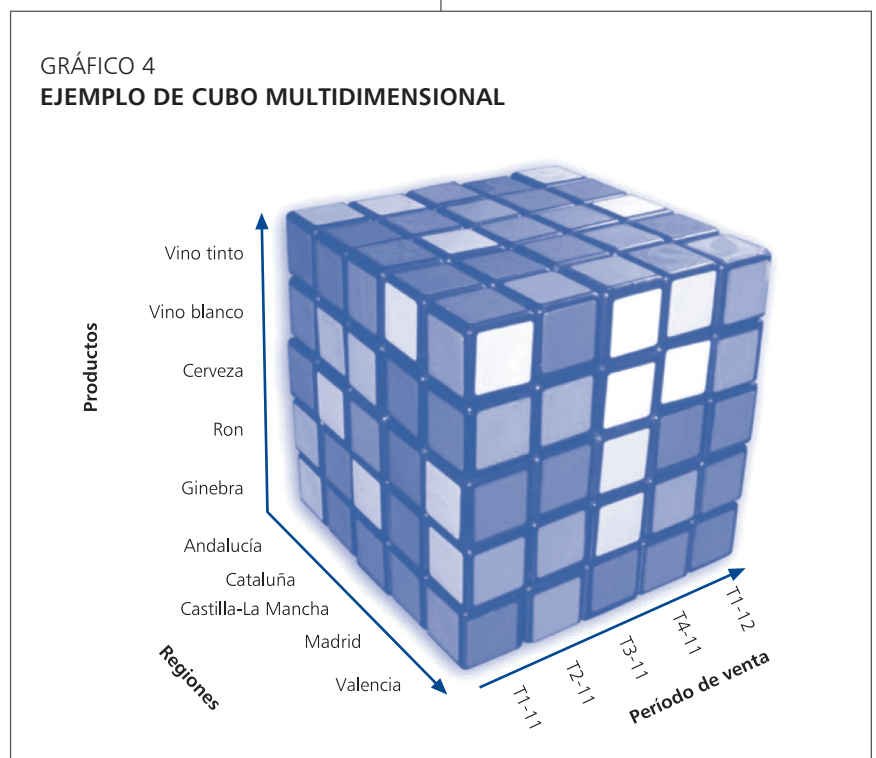 GRÁFICO 4
EJEMPLO DE CUBO MULTIDIMENSIONAL
Productos
Vino tinto
Vino blanco
Cerveza
Ron
Ginebra
Andalucía
Cataluña
Castilla-La Mancha
Madrid
Valencia
Regiones
T1-11
T2-11
T3-11
T4-11
T1-12
Período de venta